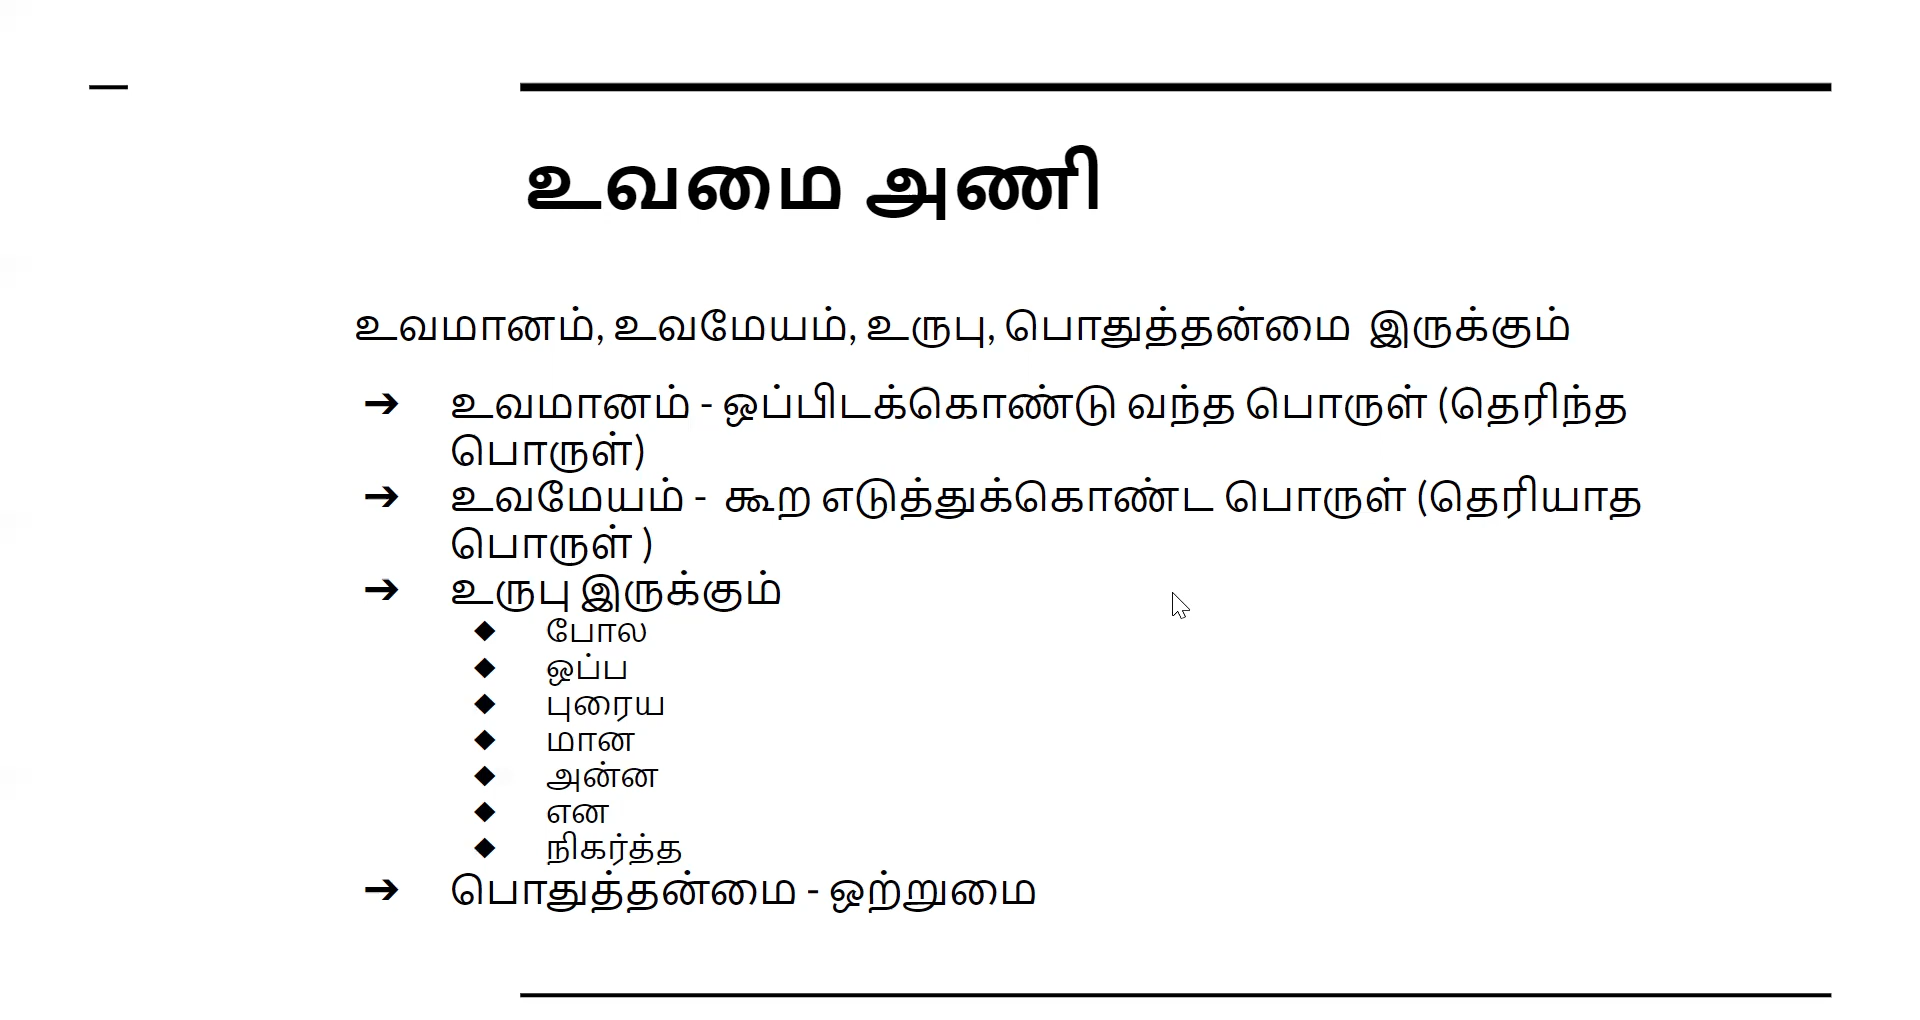 உவமை அணி
உவமானம், உவமேயம், உருபு, பொதுத்தன்மை இருக்கும்
➔ உவமானம் - ஒப்பிடக்கொண்டு வந்த பொருள் (தெரிந்த
பொருள்)
➔ உவமேயம் - கூற எடுத்துக்கொண்ட பொருள் (தெரியாத
பொருள் )
➔ உருபு இருக்கும்
◆ போல
◆ ஒப்ப
◆ புரைய
◆ மான
◆ அன்ன
◆ என
◆ நிகர்த்த
➔ பொதுத்தன்மை - ஒற்றுமை